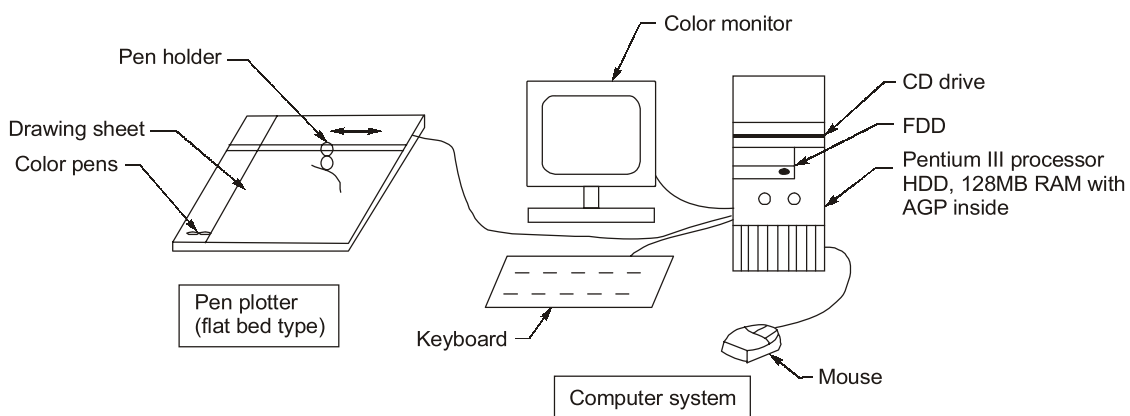 Color monitor
Pen holder
CD drive
Drawing sheet
FDD
Color pens
Pentium III processor
HDD, 128MB RAM with
AGP inside
Pen plotter
(flat bed type)
Keyboard
Mouse
Computer system